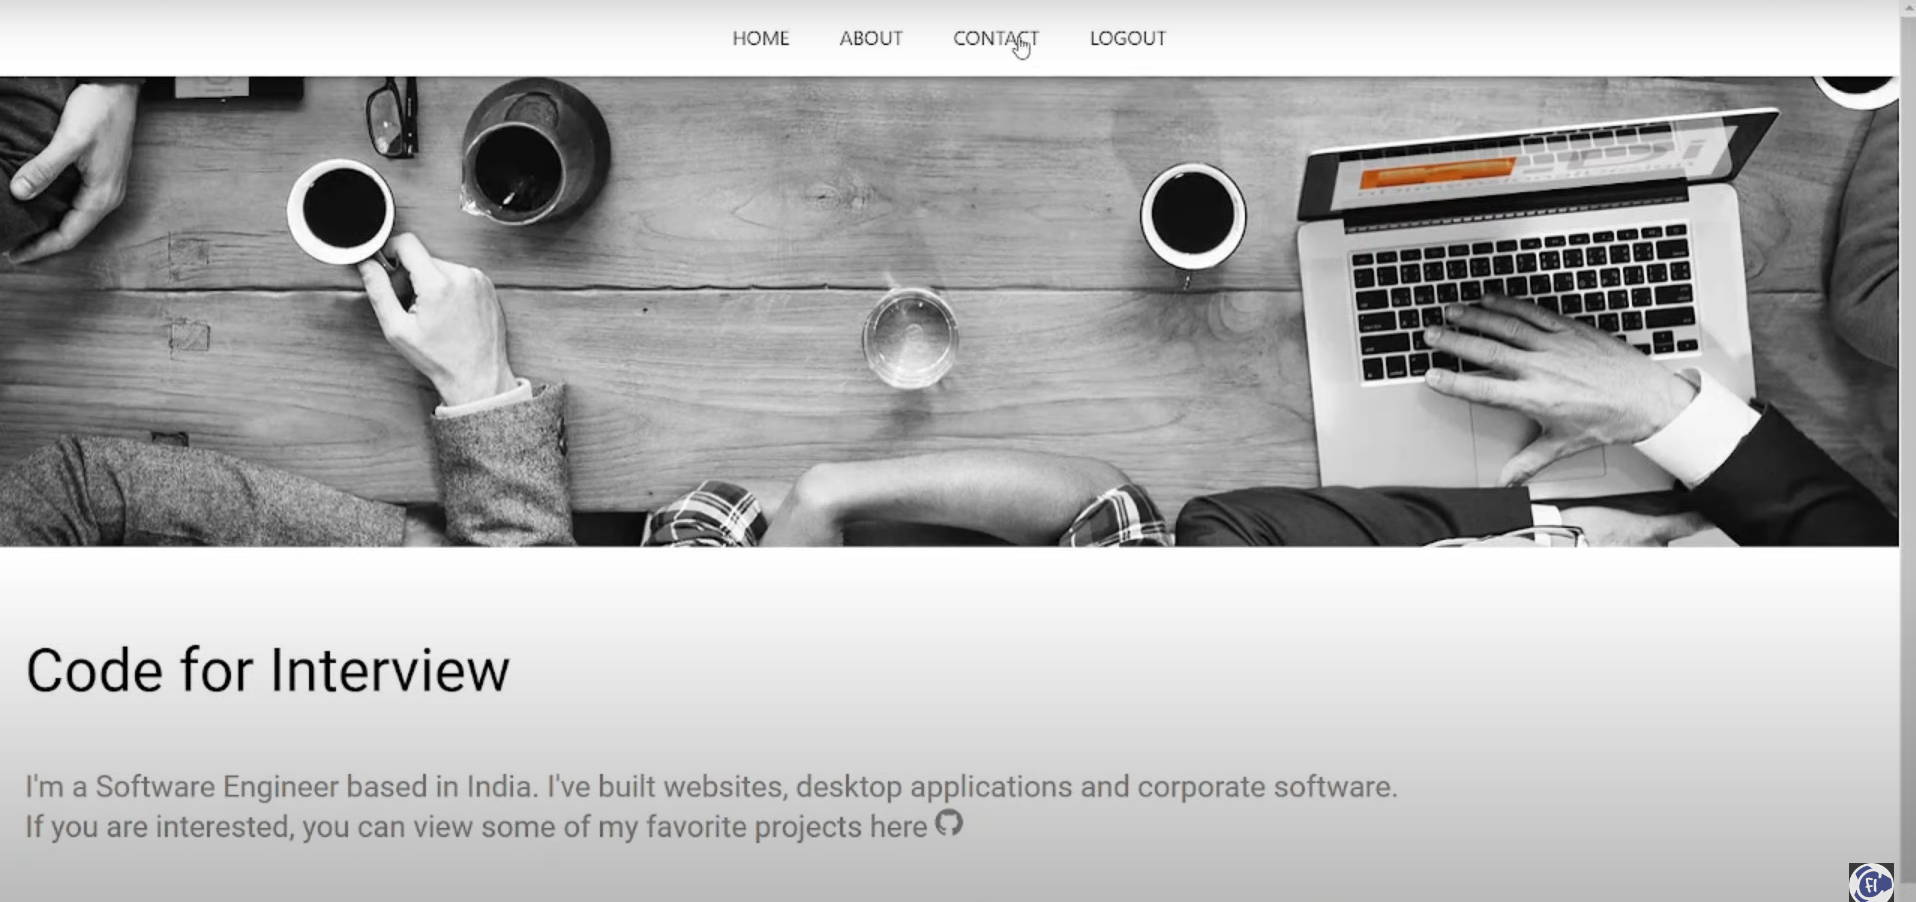 HOME ABOUT CONTACT LOGOUT
Code for Interview
I'm a Software Engineer based in India. I've built websites, desktop applications and corporate software.
If you are interested, you can view some of my favorite projects here